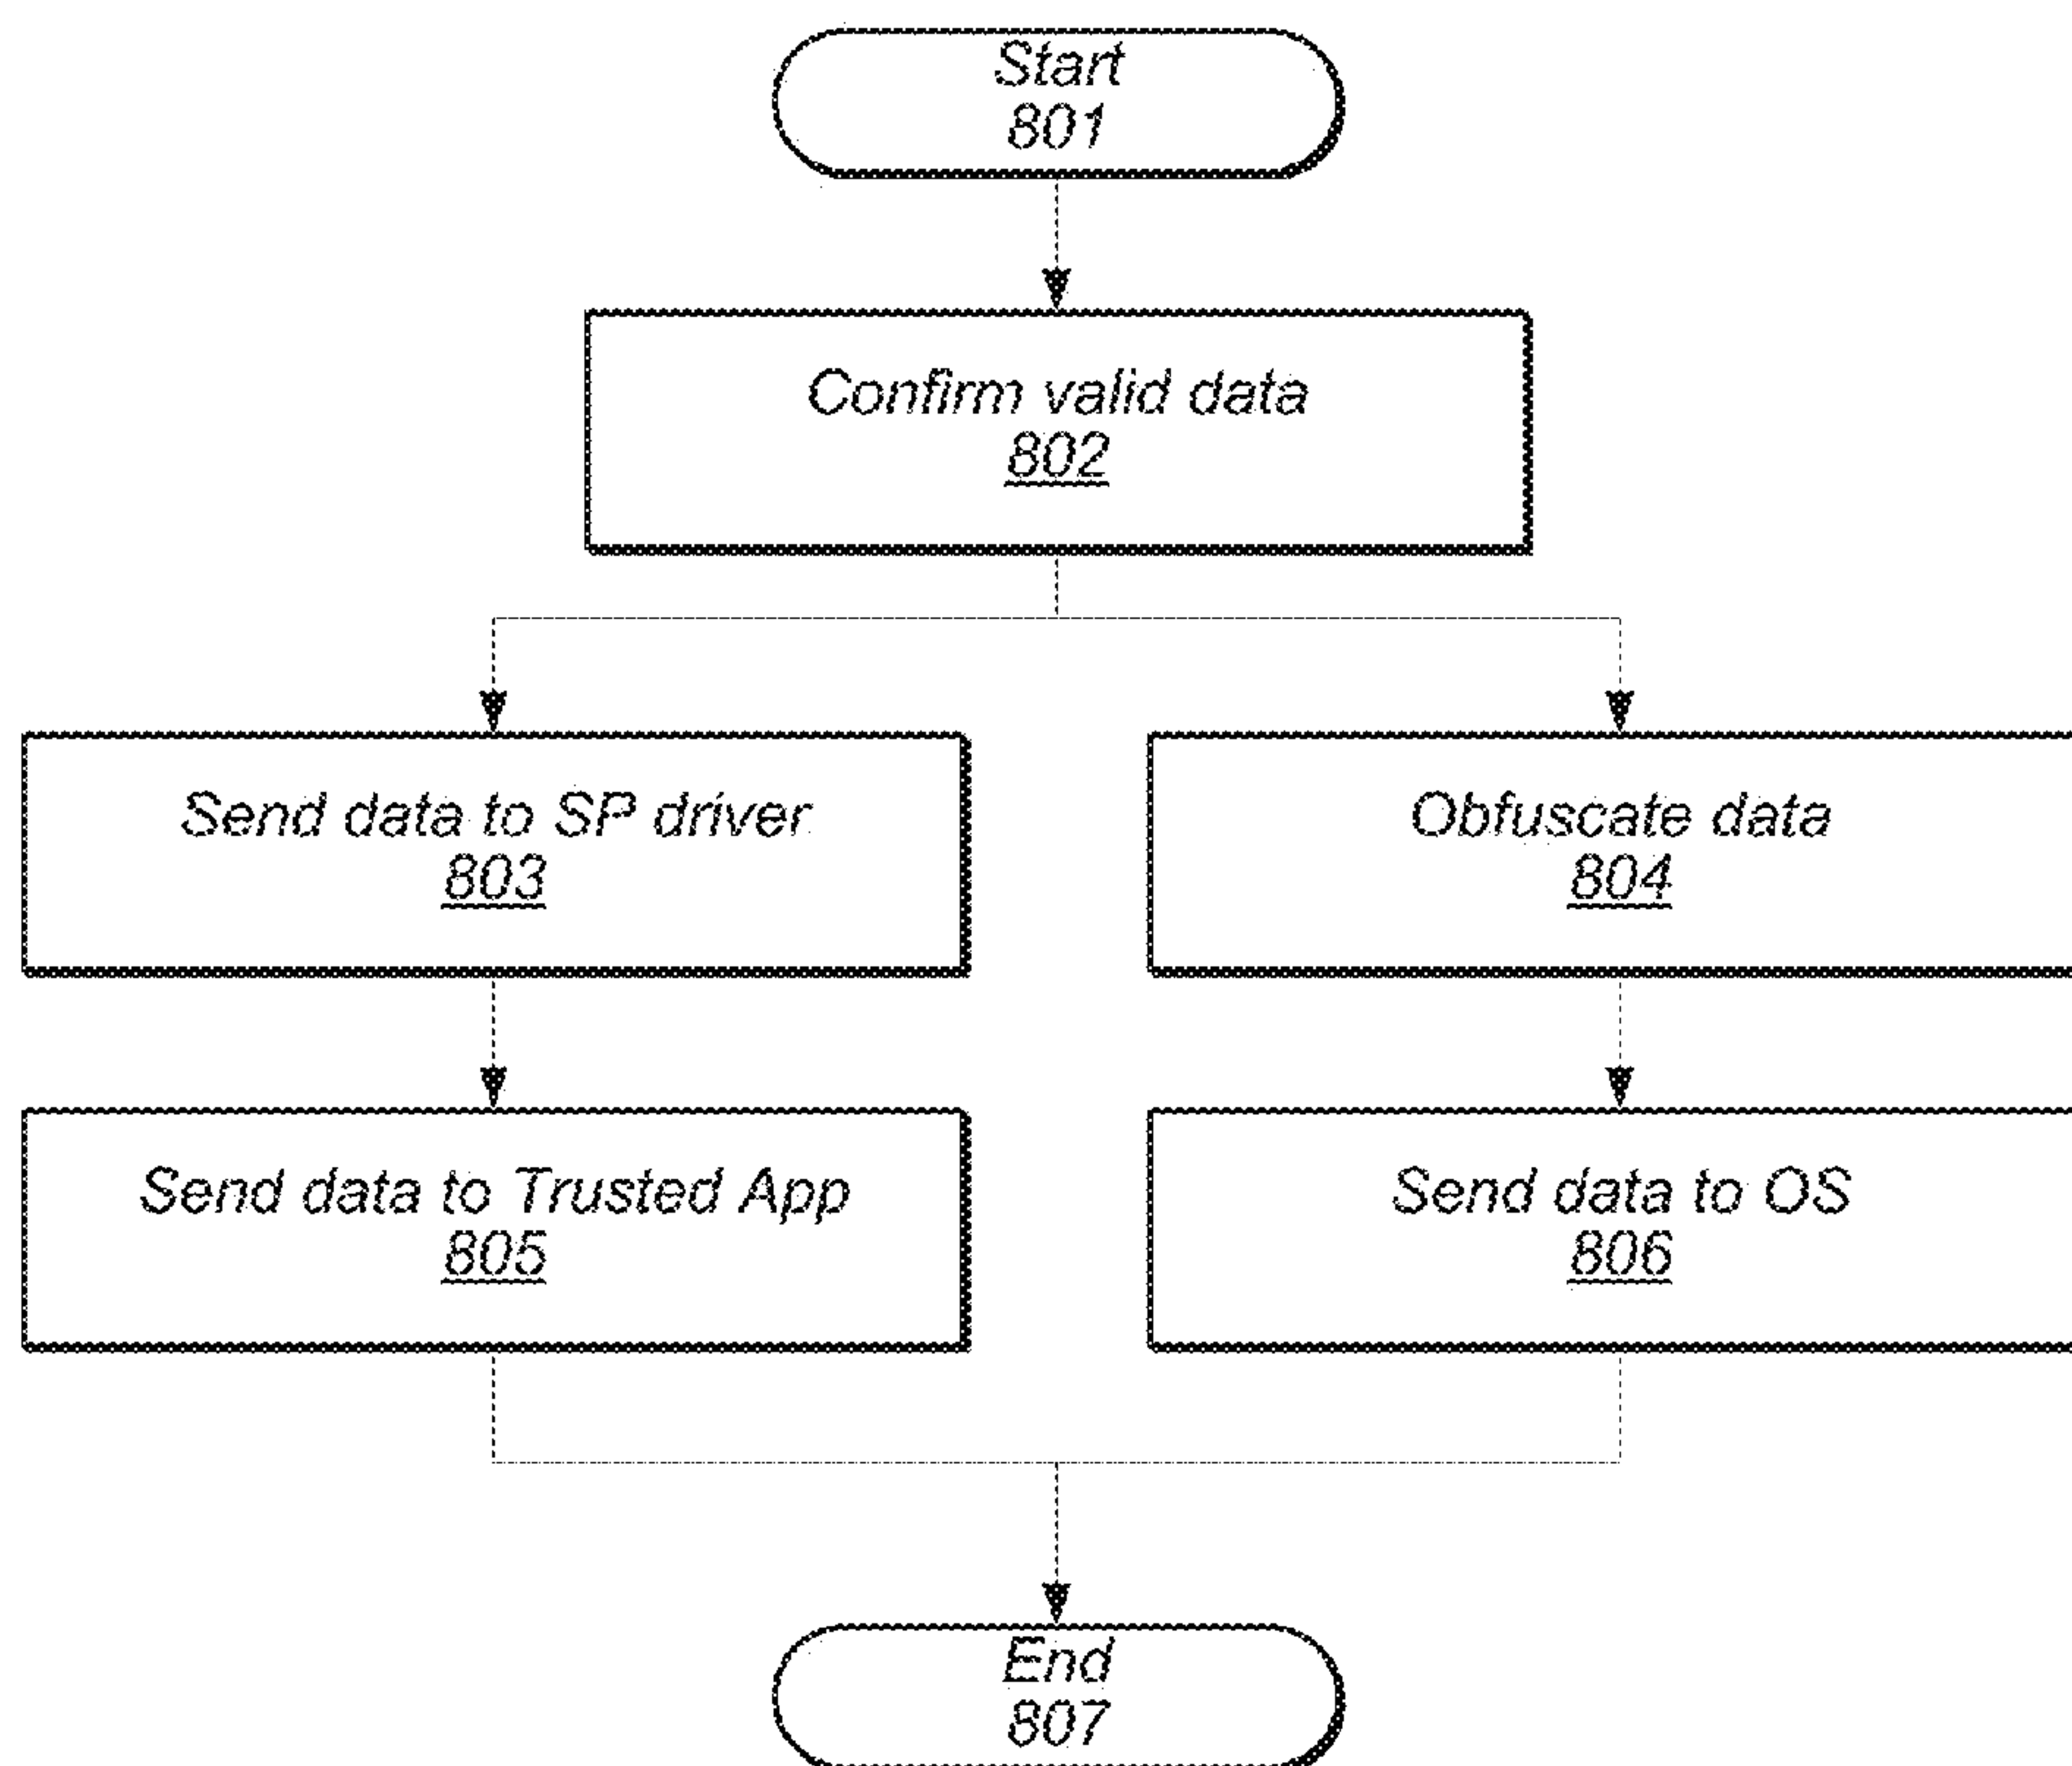 Start
801
Confirm valid data
802
Send data to SP driver
803
Obfuscate data
804
Send data to Trusted App
805
Send data to OS
806
End
807